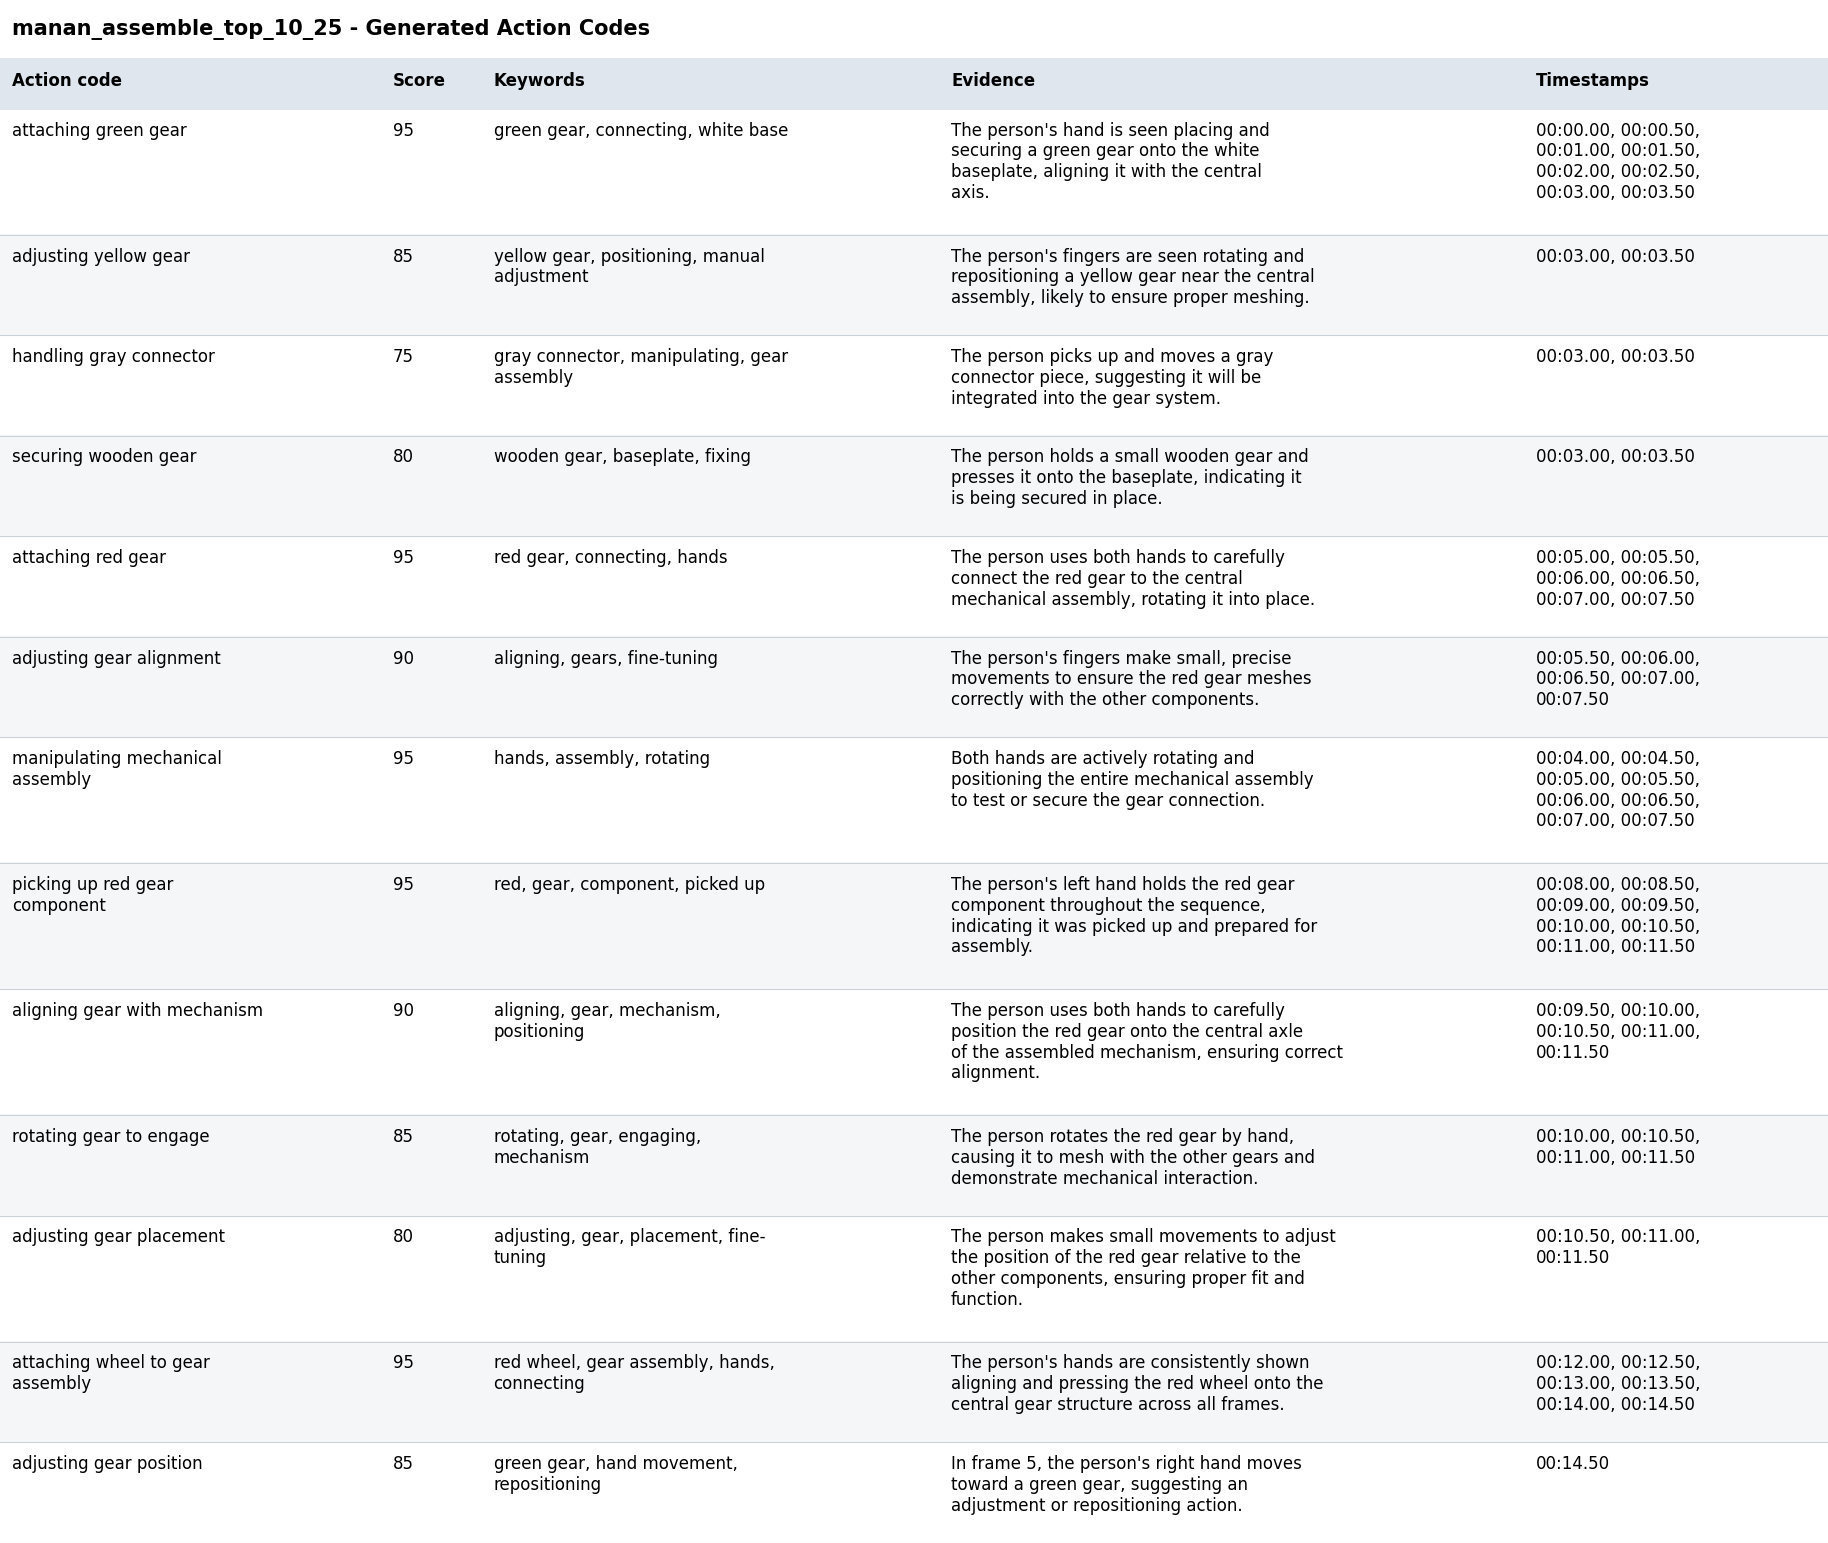 manan_assemble_top_10_25 - Generated Action Codes
Action code Score Keywords Evidence Timestamps
attaching green gear 95 green gear, connecting, white base The person's hand is seen placing and 00:00.00, 00:00.50,
securing a green gear onto the white 00:01.00, 00:01.50,
baseplate, aligning it with the central 00:02.00, 00:02.50,
axis. 00:03.00, 00:03.50
adjusting yellow gear 85 yellow gear, positioning, manual The person's fingers are seen rotating and 00:03.00, 00:03.50
adjustment repositioning a yellow gear near the central
assembly, likely to ensure proper meshing.
handling gray connector 75 gray connector, manipulating, gear The person picks up and moves a gray 00:03.00, 00:03.50
assembly connector piece, suggesting it will be
integrated into the gear system.
securing wooden gear 80 wooden gear, baseplate, fixing The person holds a small wooden gear and 00:03.00, 00:03.50
presses it onto the baseplate, indicating it
is being secured in place.
attaching red gear 95 red gear, connecting, hands The person uses both hands to carefully 00:05.00, 00:05.50,
connect the red gear to the central 00:06.00, 00:06.50,
mechanical assembly, rotating it into place. 00:07.00, 00:07.50
adjusting gear alignment 90 aligning, gears, fine-tuning The person's fingers make small, precise 00:05.50, 00:06.00,
movements to ensure the red gear meshes 00:06.50, 00:07.00,
correctly with the other components. 00:07.50
manipulating mechanical 95 hands, assembly, rotating Both hands are actively rotating and 00:04.00, 00:04.50,
assembly positioning the entire mechanical assembly 00:05.00, 00:05.50,
to test or secure the gear connection. 00:06.00, 00:06.50,
00:07.00, 00:07.50
picking up red gear 95 red, gear, component, picked up The person's left hand holds the red gear 00:08.00, 00:08.50,
component component throughout the sequence, 00:09.00, 00:09.50,
indicating it was picked up and prepared for 00:10.00, 00:10.50,
assembly. 00:11.00, 00:11.50
aligning gear with mechanism 90 aligning, gear, mechanism, The person uses both hands to carefully 00:09.50, 00:10.00,
positioning position the red gear onto the central axle 00:10.50, 00:11.00,
of the assembled mechanism, ensuring correct 00:11.50
alignment.
rotating gear to engage 85 rotating, gear, engaging, The person rotates the red gear by hand, 00:10.00, 00:10.50,
mechanism causing it to mesh with the other gears and 00:11.00, 00:11.50
demonstrate mechanical interaction.
adjusting gear placement 80 adjusting, gear, placement, fine- The person makes small movements to adjust 00:10.50, 00:11.00,
tuning the position of the red gear relative to the 00:11.50
other components, ensuring proper fit and
function.
attaching wheel to gear 95 red wheel, gear assembly, hands, The person's hands are consistently shown 00:12.00, 00:12.50,
assembly connecting aligning and pressing the red wheel onto the 00:13.00, 00:13.50,
central gear structure across all frames. 00:14.00, 00:14.50
adjusting gear position 85 green gear, hand movement, In frame 5, the person's right hand moves 00:14.50
repositioning toward a green gear, suggesting an
adjustment or repositioning action.